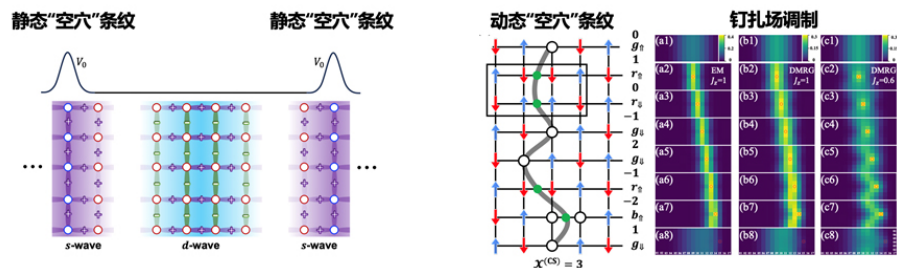 静态“空穴”条纹
静态“空穴”条纹
V₀
V₀
...
...
s-wave
d-wave
s-wave
动态“空穴”条纹
0
g⇑
1
r⇑
0
r⇓
-1
g⇓
2
g⇓
-1
r⇑
-2
b⇑
1
g⇓
χ⁽ᶜˢ⁾ = 3
钉扎场调制
(a1)
(b1)
(c1)
(a2)
EM
J_z=1
(b2)
DMRG
J_z=1
(c2)
DMRG
J_z=0.6
(a3)
(b3)
(c3)
(a4)
(b4)
(c4)
(a5)
(b5)
(c5)
(a6)
(b6)
(c6)
(a7)
(b7)
(c7)
(a8)
(b8)
(c8)